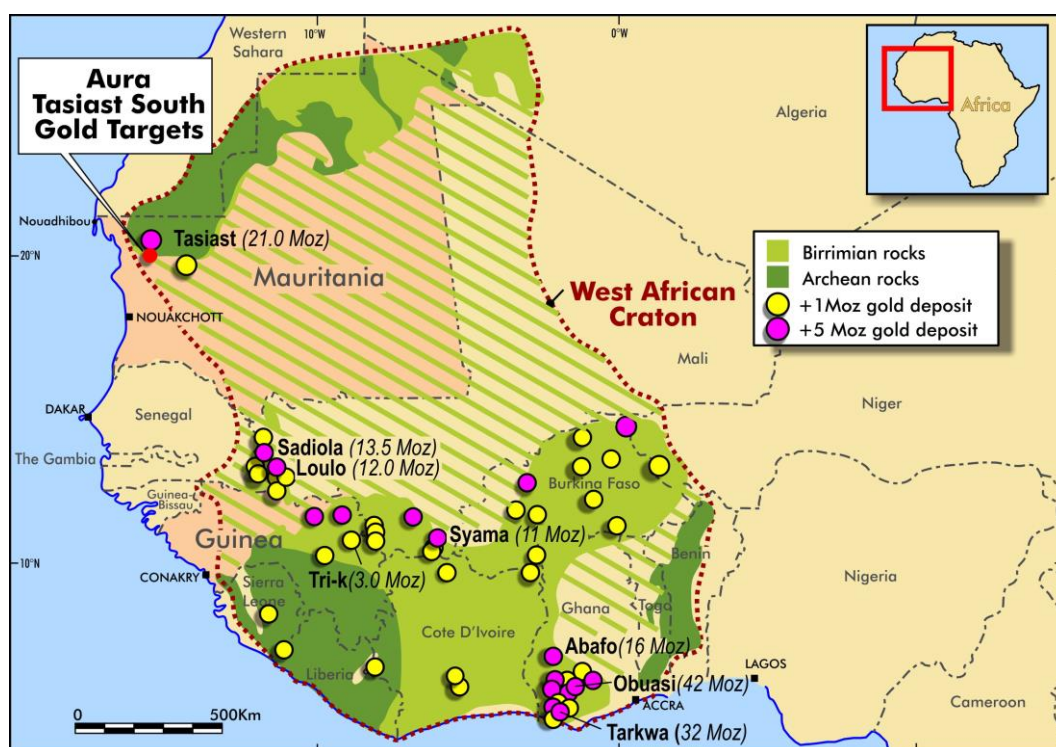 10°W
0°W
Western
Sahara
Algeria
Africa
Aura
Tasiast South
Gold Targets
Nouadhibou
20°N
Tasiast (21.0 Moz)
Mauritania
NOUAKCHOTT
West African
Craton
Birrimian rocks
Archean rocks
+1Moz gold deposit
+5 Moz gold deposit
Mali
DAKAR
Senegal
Niger
The Gambia
Sadiola (13.5 Moz)
Loulo (12.0 Moz)
Guinea-
Bissau
Burkina Faso
Guinea
Syama (11 Moz)
10°N
CONAKRY
Tri-k (3.0 Moz)
Benin
Sierra
Leone
Nigeria
Ghana
Togo
Cote D'Ivoire
Liberia
Abafo (16 Moz)
Obuasi (42 Moz)
LAGOS
ACCRA
Cameroon
0 500Km
Tarkwa (32 Moz)
10°W
0°W